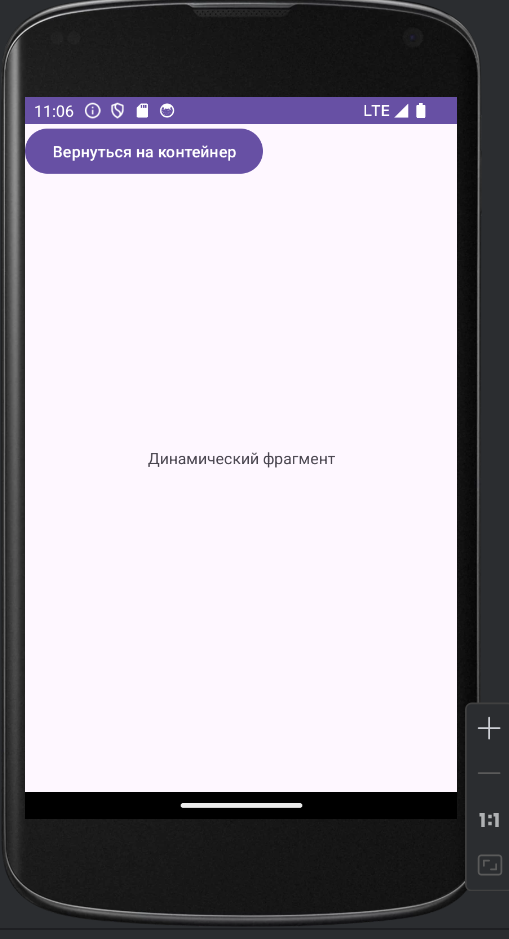 11:06
LTE
Вернуться на контейнер
Динамический фрагмент
1:1